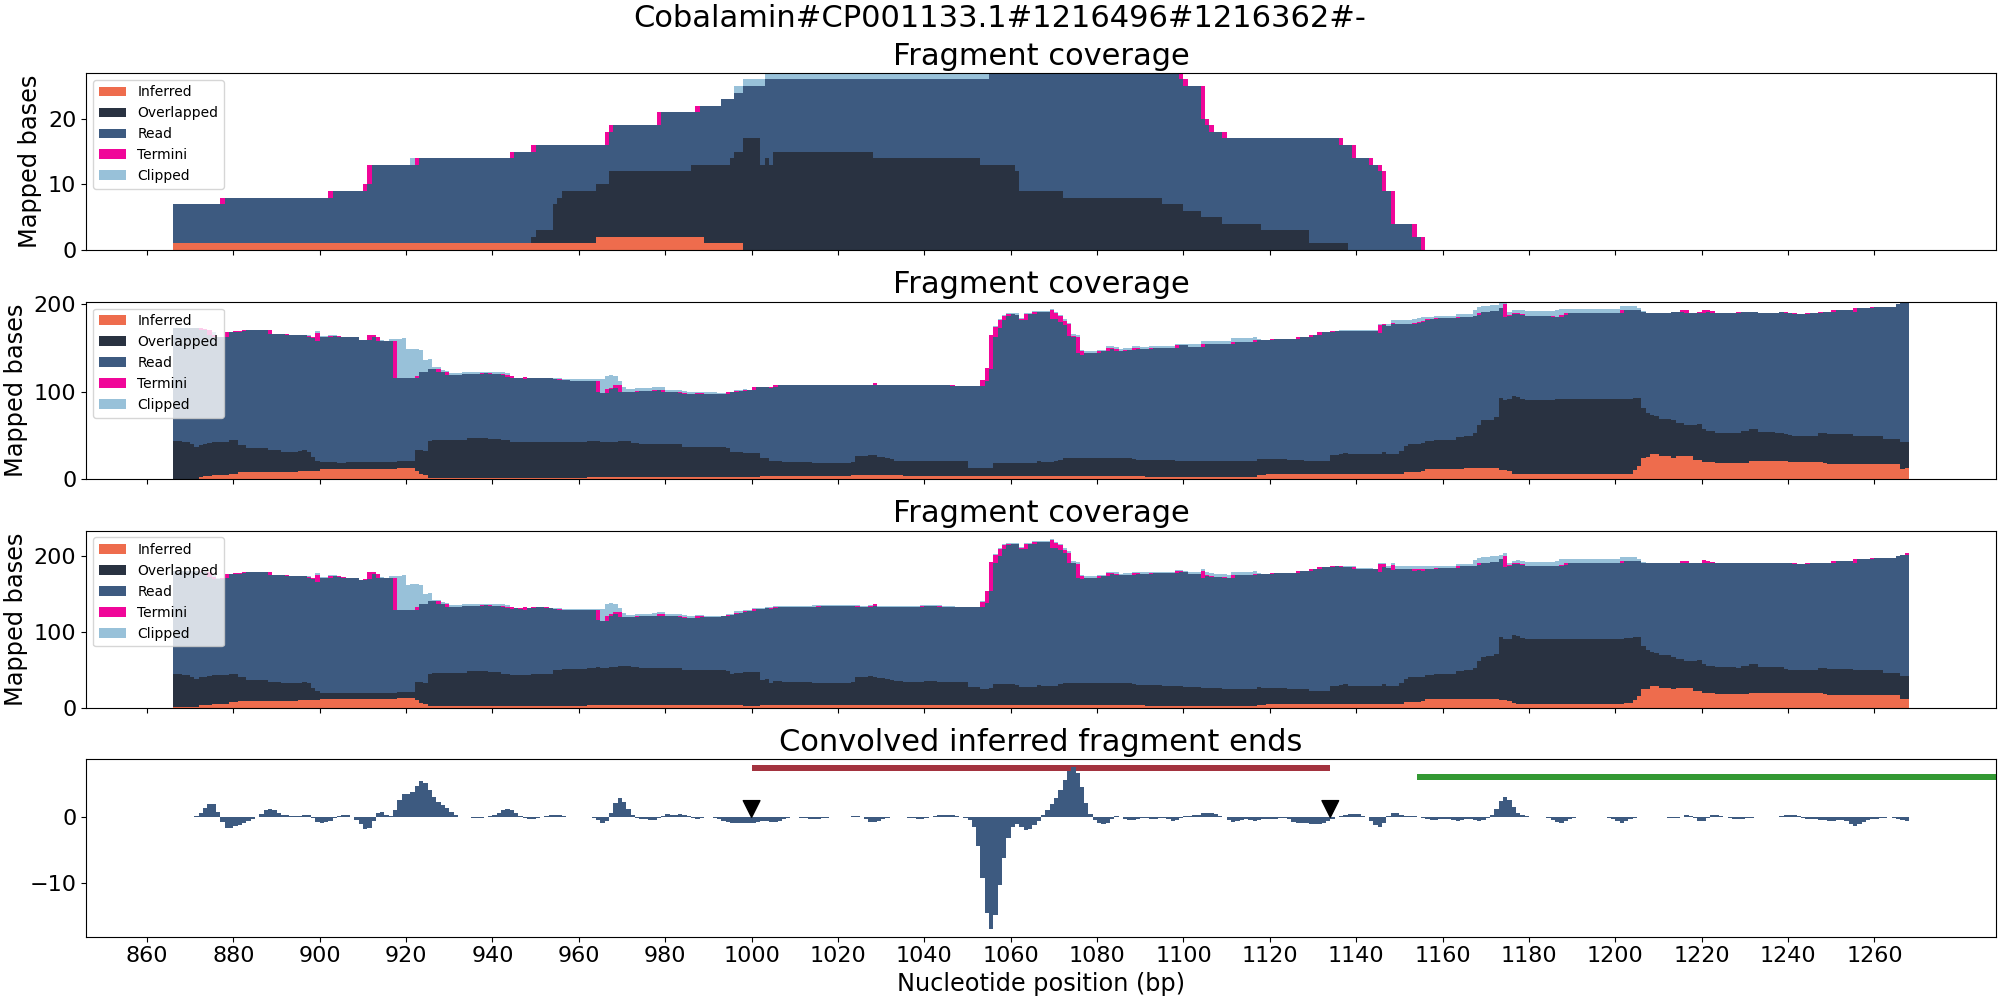 Cobalamin#CP001133.1#1216496#1216362#-
Fragment coverage
Mapped bases
20
10
0
Inferred
Overlapped
Read
Termini
Clipped
Fragment coverage
Mapped bases
200
100
0
Inferred
Overlapped
Read
Termini
Clipped
Fragment coverage
Mapped bases
200
100
0
Inferred
Overlapped
Read
Termini
Clipped
Convolved inferred fragment ends
0
−10
860 880 900 920 940 960 980 1000 1020 1040 1060 1080 1100 1120 1140 1160 1180 1200 1220 1240 1260
Nucleotide position (bp)